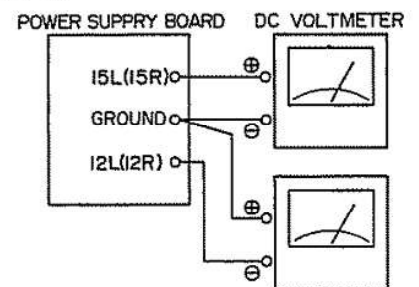 POWER SUPPRY BOARD
DC VOLTMETER
15L(15R)
⊕
GROUND
⊖
12L(12R)
⊕
⊖